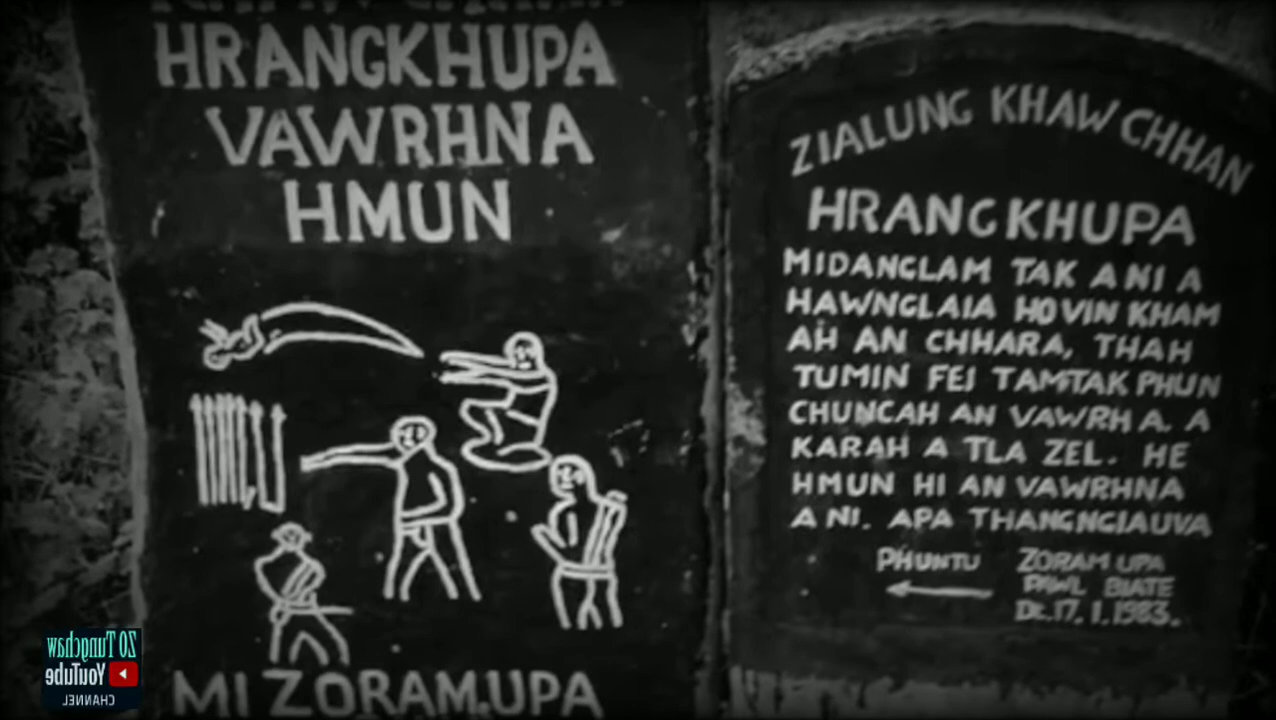 HRANGKHUPA
VAWRHNA
HMUN
MIZORAM.UPA
ZIALUNG KHAW CHHAN
HRANGKHUPA
MIDANGLAM TAK A NI A
HAWNGLAIA HOVIN KHAM
AH AN CHHARA, THAH
TUMIN FEI TAMTAK PHUN
CHUNGAH AN VAWRH A. A
KARAH A TLA ZEL. HE
HMUN HI AN VAWRHNA
A NI. APA THANGNGIAUVA
PHUNTU ZORAM UPA
PAWL BIATE
Dt.17.1.1983.
ZO Tungchaw
YouTube
CHANNEL